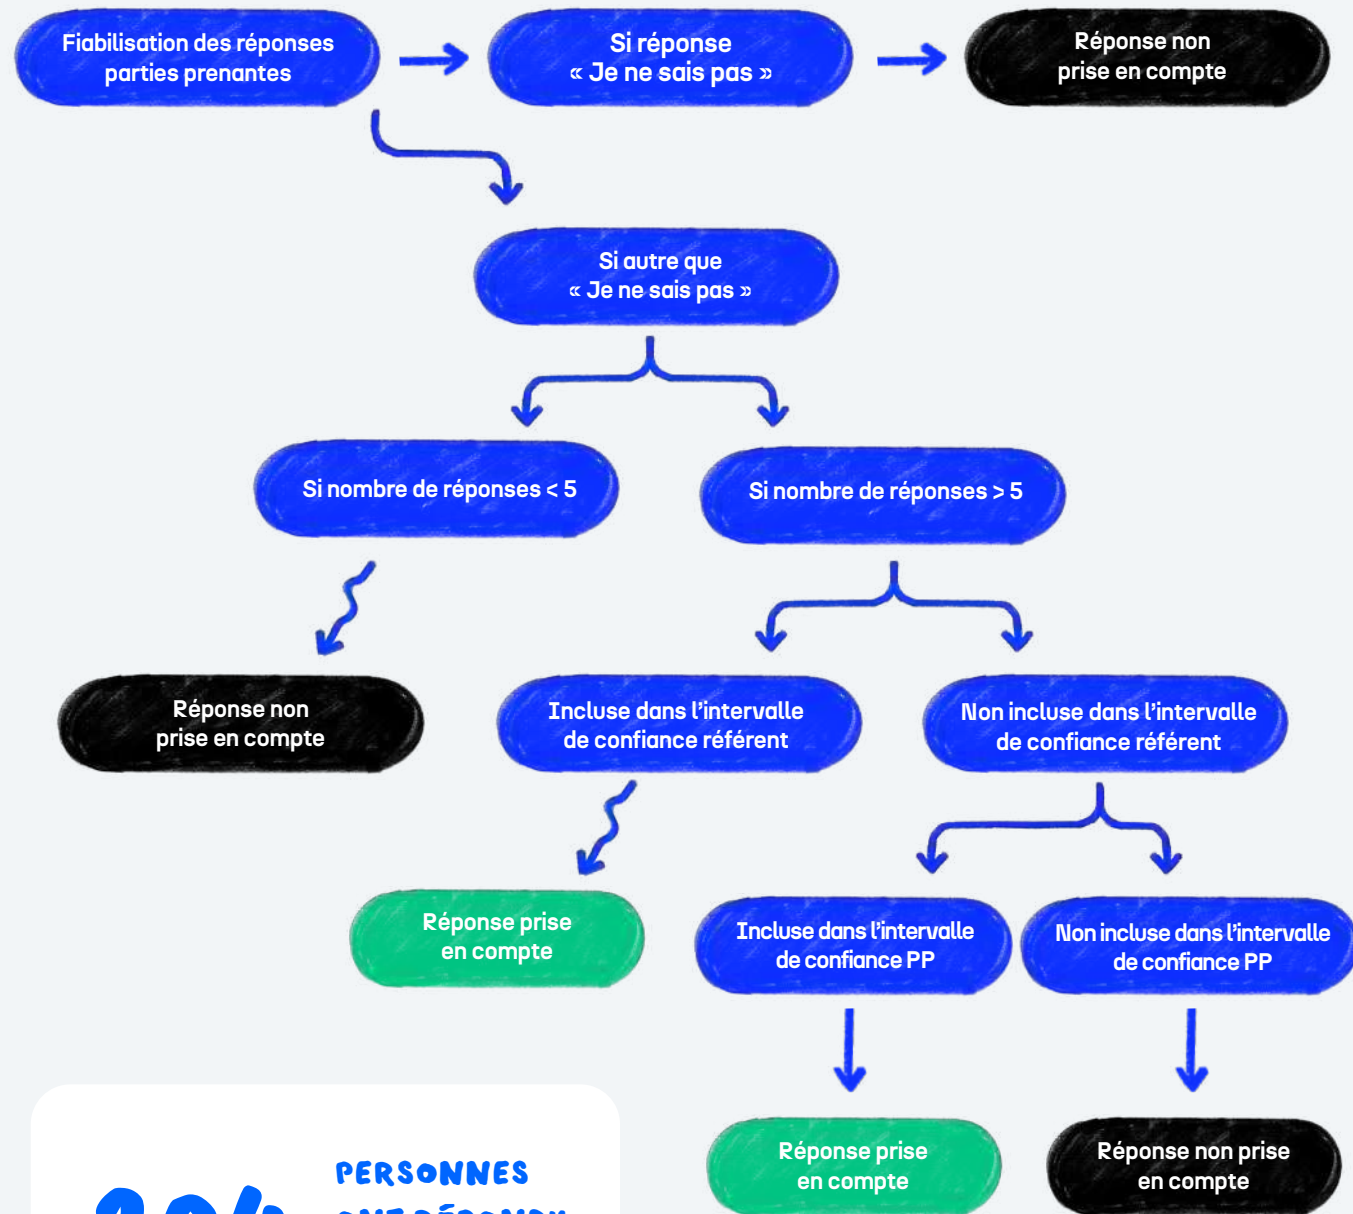 Fiabilisation des réponses
parties prenantes
Si réponse
« Je ne sais pas »
Réponse non
prise en compte
Si autre que
« Je ne sais pas »
Si nombre de réponses < 5
Si nombre de réponses > 5
Réponse non
prise en compte
Incluse dans l'intervalle
de confiance référent
Non incluse dans l'intervalle
de confiance référent
Réponse prise
en compte
Incluse dans l'intervalle
de confiance PP
Non incluse dans l'intervalle
de confiance PP
Réponse prise
en compte
Réponse non prise
en compte
PERSONNES